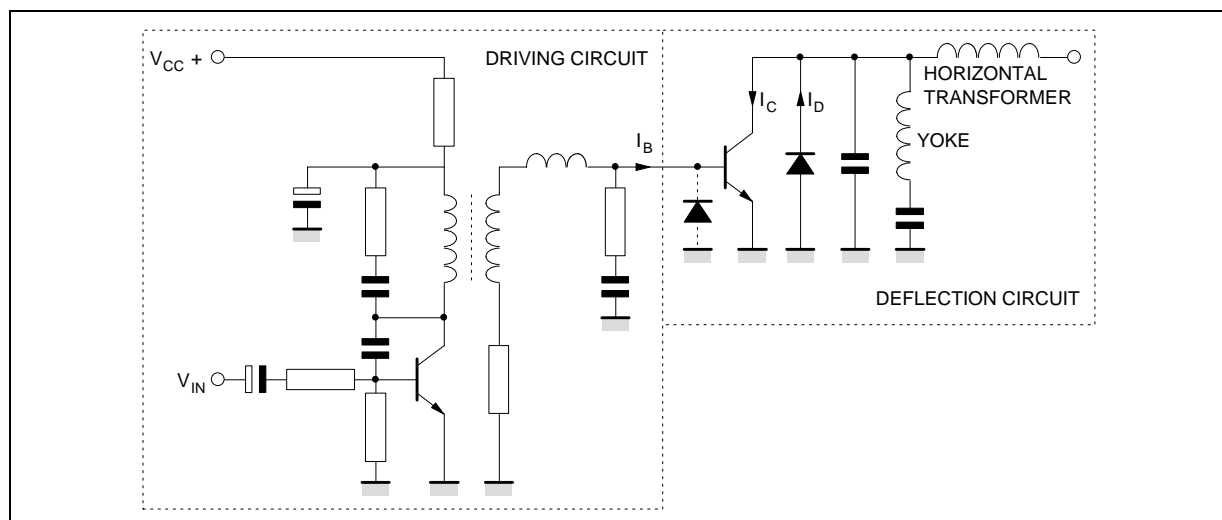 V_CC +
DRIVING CIRCUIT
HORIZONTAL
TRANSFORMER
I_C
I_D
YOKE
I_B
DEFLECTION CIRCUIT
V_IN